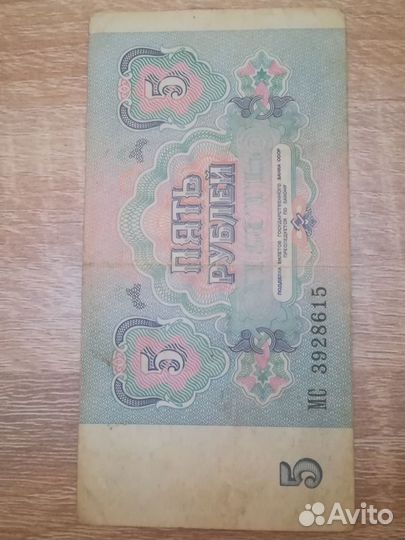 5
5
ПЯТЬ
РУБЛЕЙ
ПОДДЕЛКА БИЛЕТОВ ГОСУДАРСТВЕННОГО БАНКА СССР
ПРЕСЛЕДУЕТСЯ ПО ЗАКОНУ
МС 3928615
5
Avito